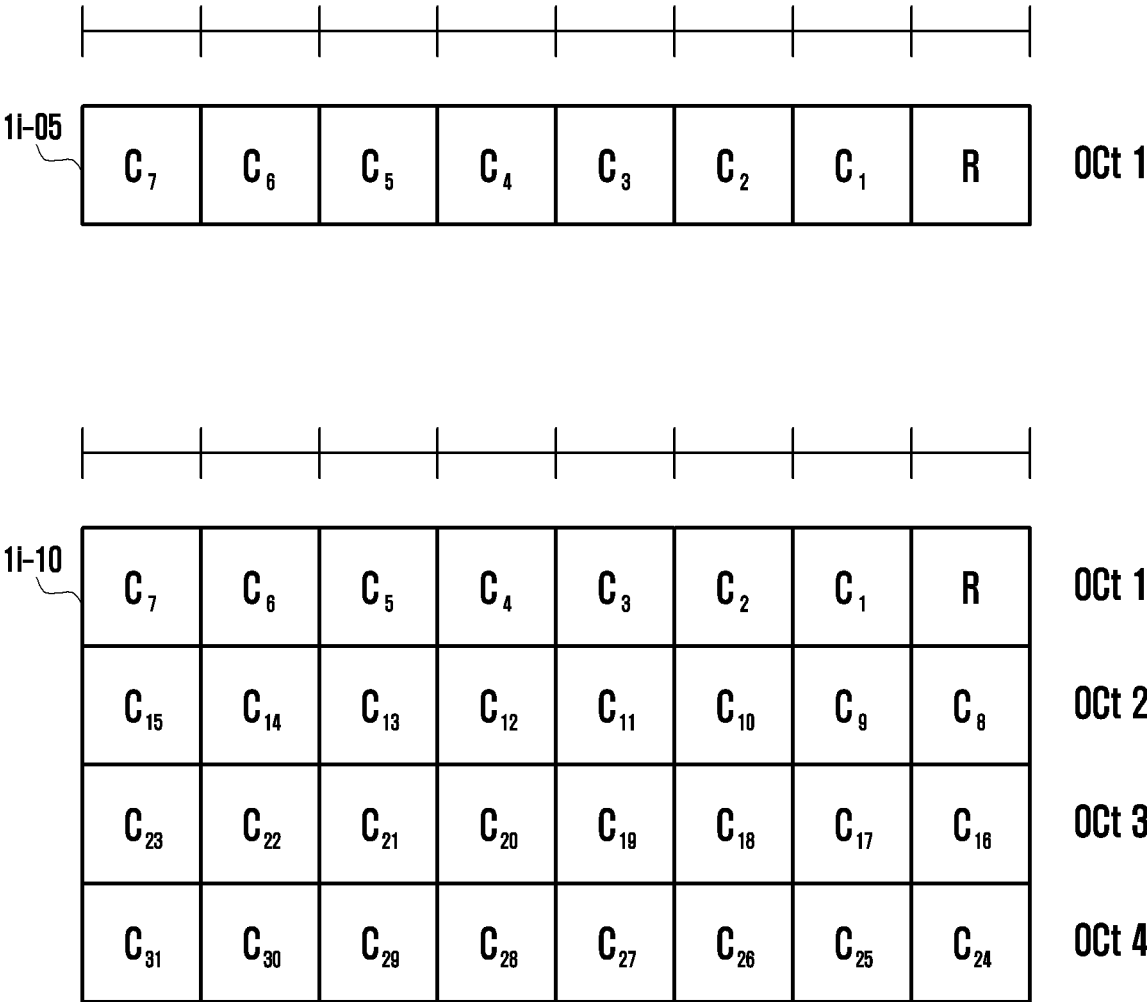 1i-05
C7 C6 C5 C4 C3 C2 C1 R OCt 1
1i-10
C7 C6 C5 C4 C3 C2 C1 R OCt 1
C15 C14 C13 C12 C11 C10 C9 C8 OCt 2
C23 C22 C21 C20 C19 C18 C17 C16 OCt 3
C31 C30 C29 C28 C27 C26 C25 C24 OCt 4